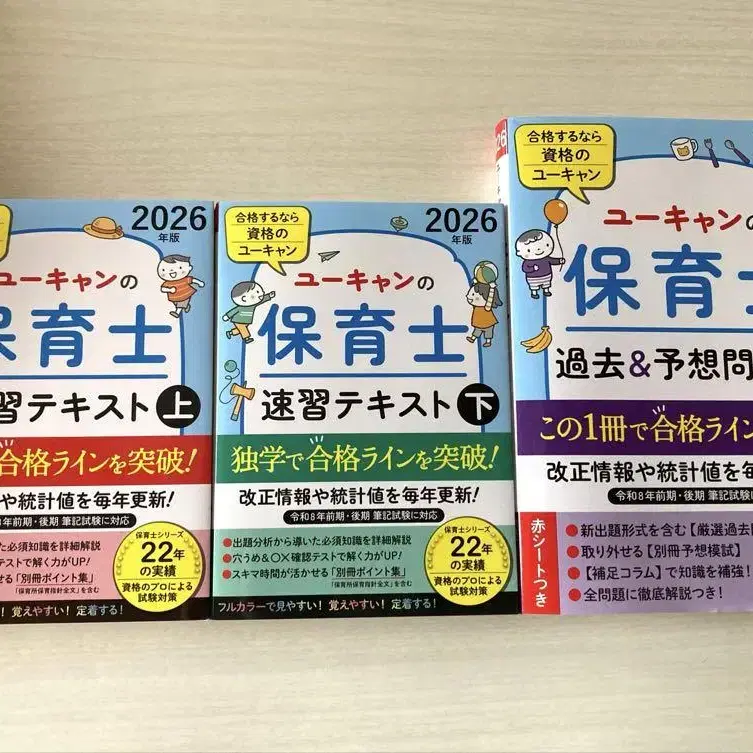 2026
年版
ユーキャンの
保育士
習テキスト 上
合格ラインを突破!
や統計値を毎年更新!
年前期・後期 筆記試験に対応
た必須知識を詳細解説
テストで解く力がUP!
せる「別冊ポイント集」
「保育所保育指針全文」を含む
保育士シリーズ
22年
の実績
資格のプロによる
試験対策
! 覚えやすい! 定着する!
合格するなら
資格の
ユーキャン
2026
年版
ユーキャンの
保育士
速習テキスト 下
独学で合格ラインを突破!
改正情報や統計値を毎年更新!
令和8年前期・後期 筆記試験に対応
●出題分析から導いた必須知識を詳細解説
●穴うめ&○×確認テストで解く力がUP!
●スキマ時間が活かせる「別冊ポイント集」
「保育所保育指針全文」を含む
保育士シリーズ
22年
の実績
資格のプロによる
試験対策
フルカラーで見やすい! 覚えやすい! 定着する!
26
合格するなら
資格の
ユーキャン
ユーキャンの
保育士
過去&予想問
この1冊で合格ライン
改正情報や統計値を毎
令和8年前期・後期 筆記試験
赤シートつき
●新出題形式を含む【厳選過去
●取り外せる【別冊予想模試】
●【補足コラム】で知識を補強!
●全問題に徹底解説つき!